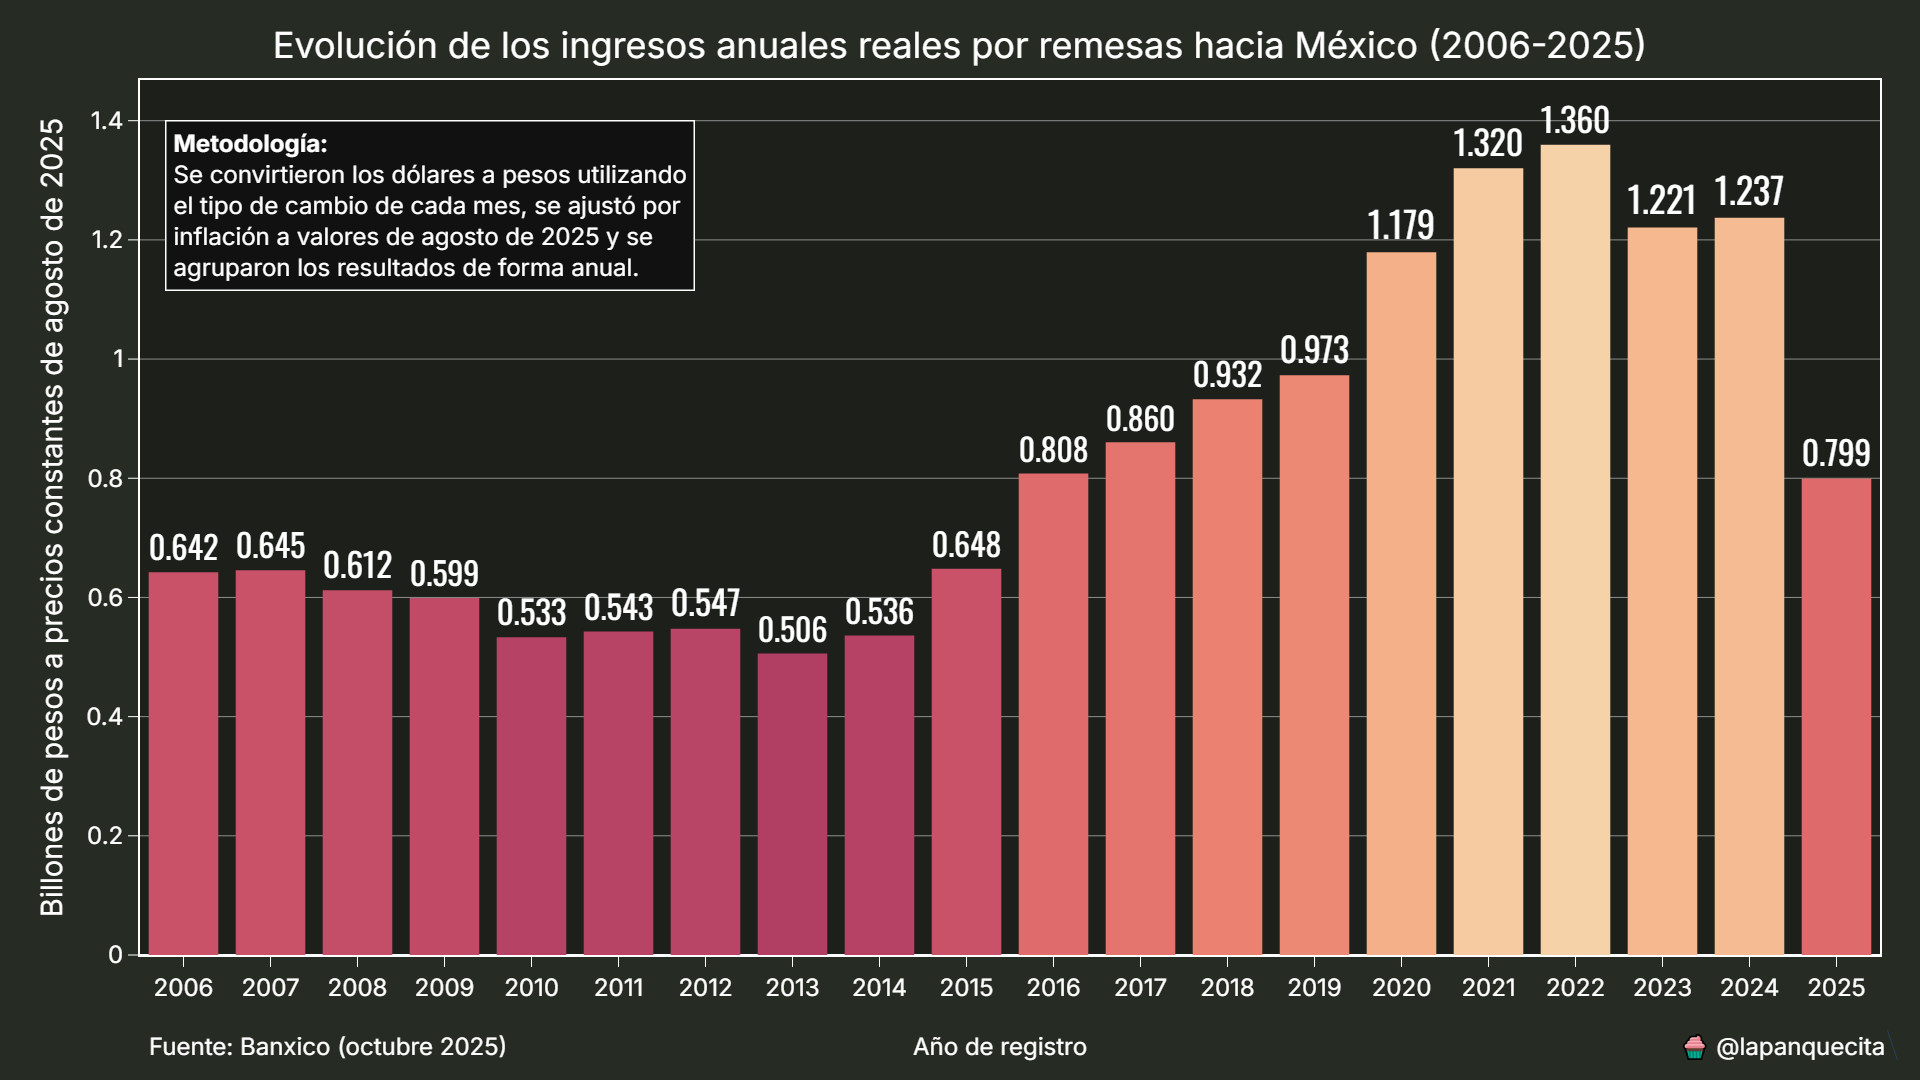 Evolución de los ingresos anuales reales por remesas hacia México (2006-2025)
Billones de pesos a precios constantes de agosto de 2025
Metodología:
Se convirtieron los dólares a pesos utilizando
el tipo de cambio de cada mes, se ajustó por
inflación a valores de agosto de 2025 y se
agruparon los resultados de forma anual.
1.4
1.2
1
0.8
0.6
0.4
0.2
0
0.642
0.645
0.612
0.599
0.533
0.543
0.547
0.506
0.536
0.648
0.808
0.860
0.932
0.973
1.179
1.320
1.360
1.221
1.237
0.799
2006 2007 2008 2009 2010 2011 2012 2013 2014 2015 2016 2017 2018 2019 2020 2021 2022 2023 2024 2025
Fuente: Banxico (octubre 2025)
Año de registro
@lapanquecita